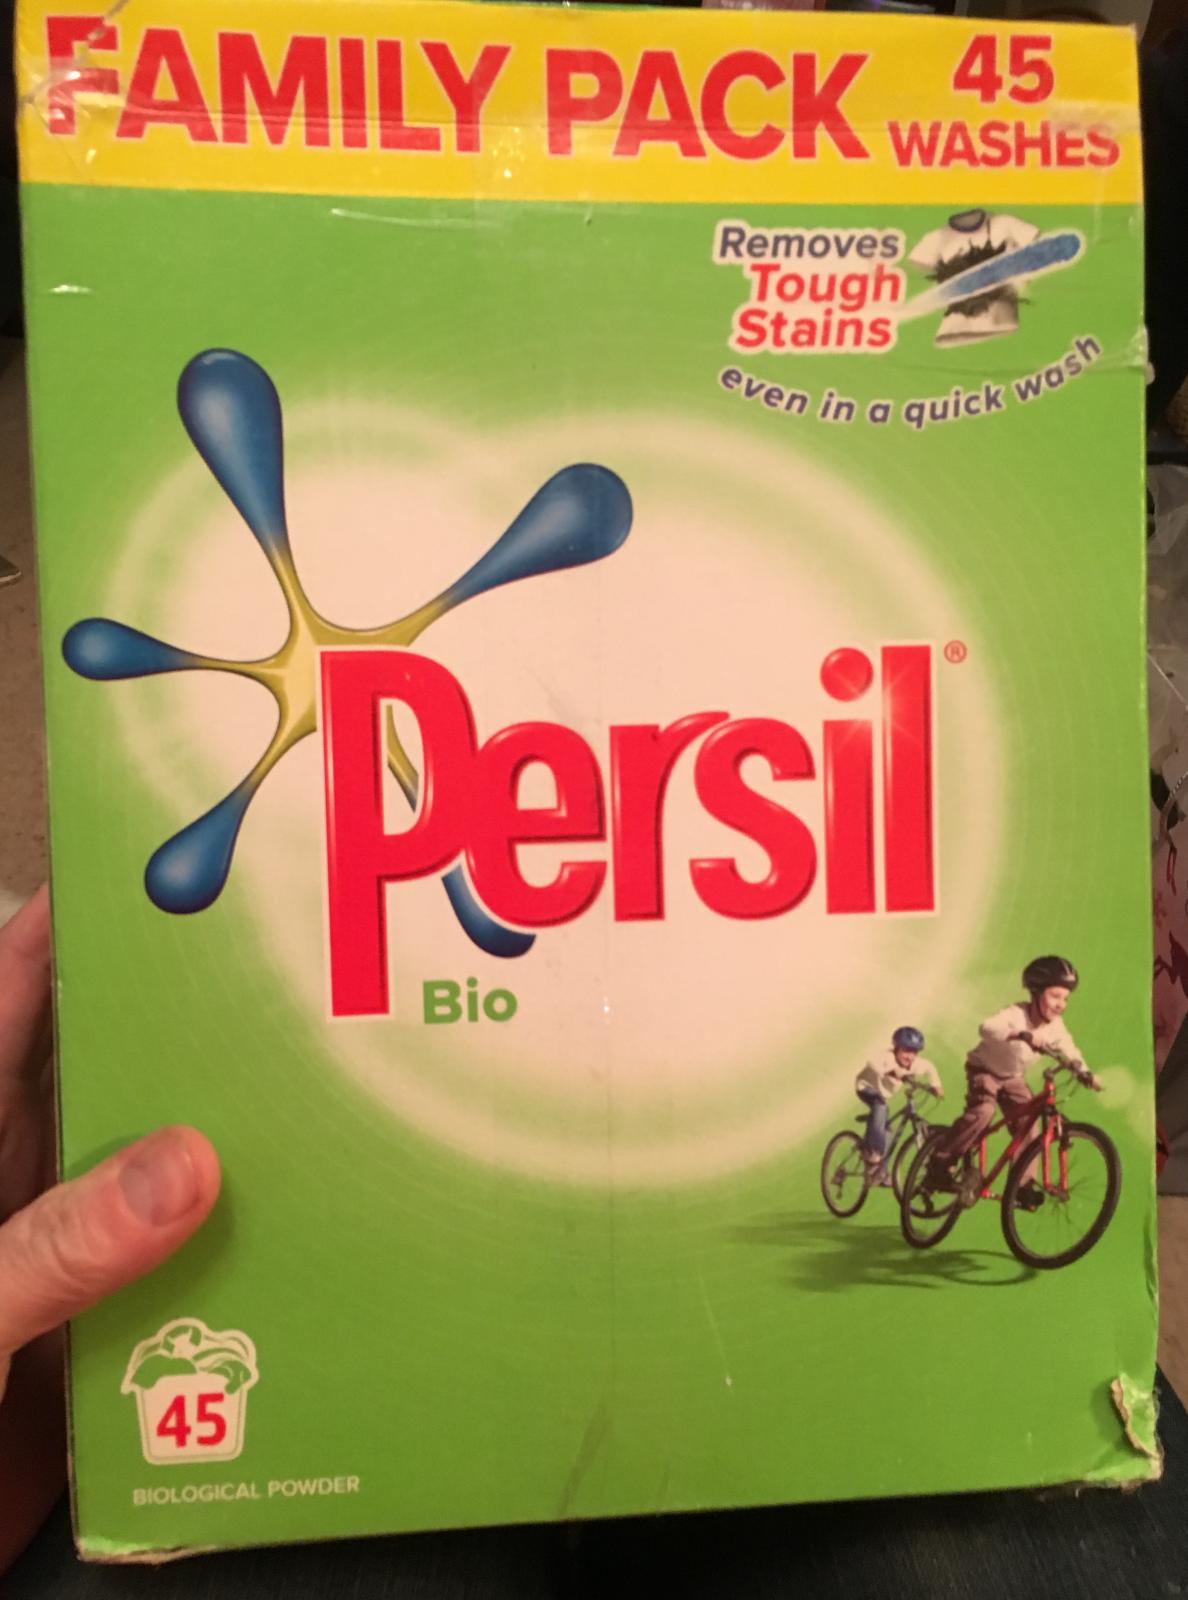 FAMILY PACK
45
WASHES
Removes
Tough
Stains
even in a quick wash
Persil®
Bio
45
BIOLOGICAL POWDER